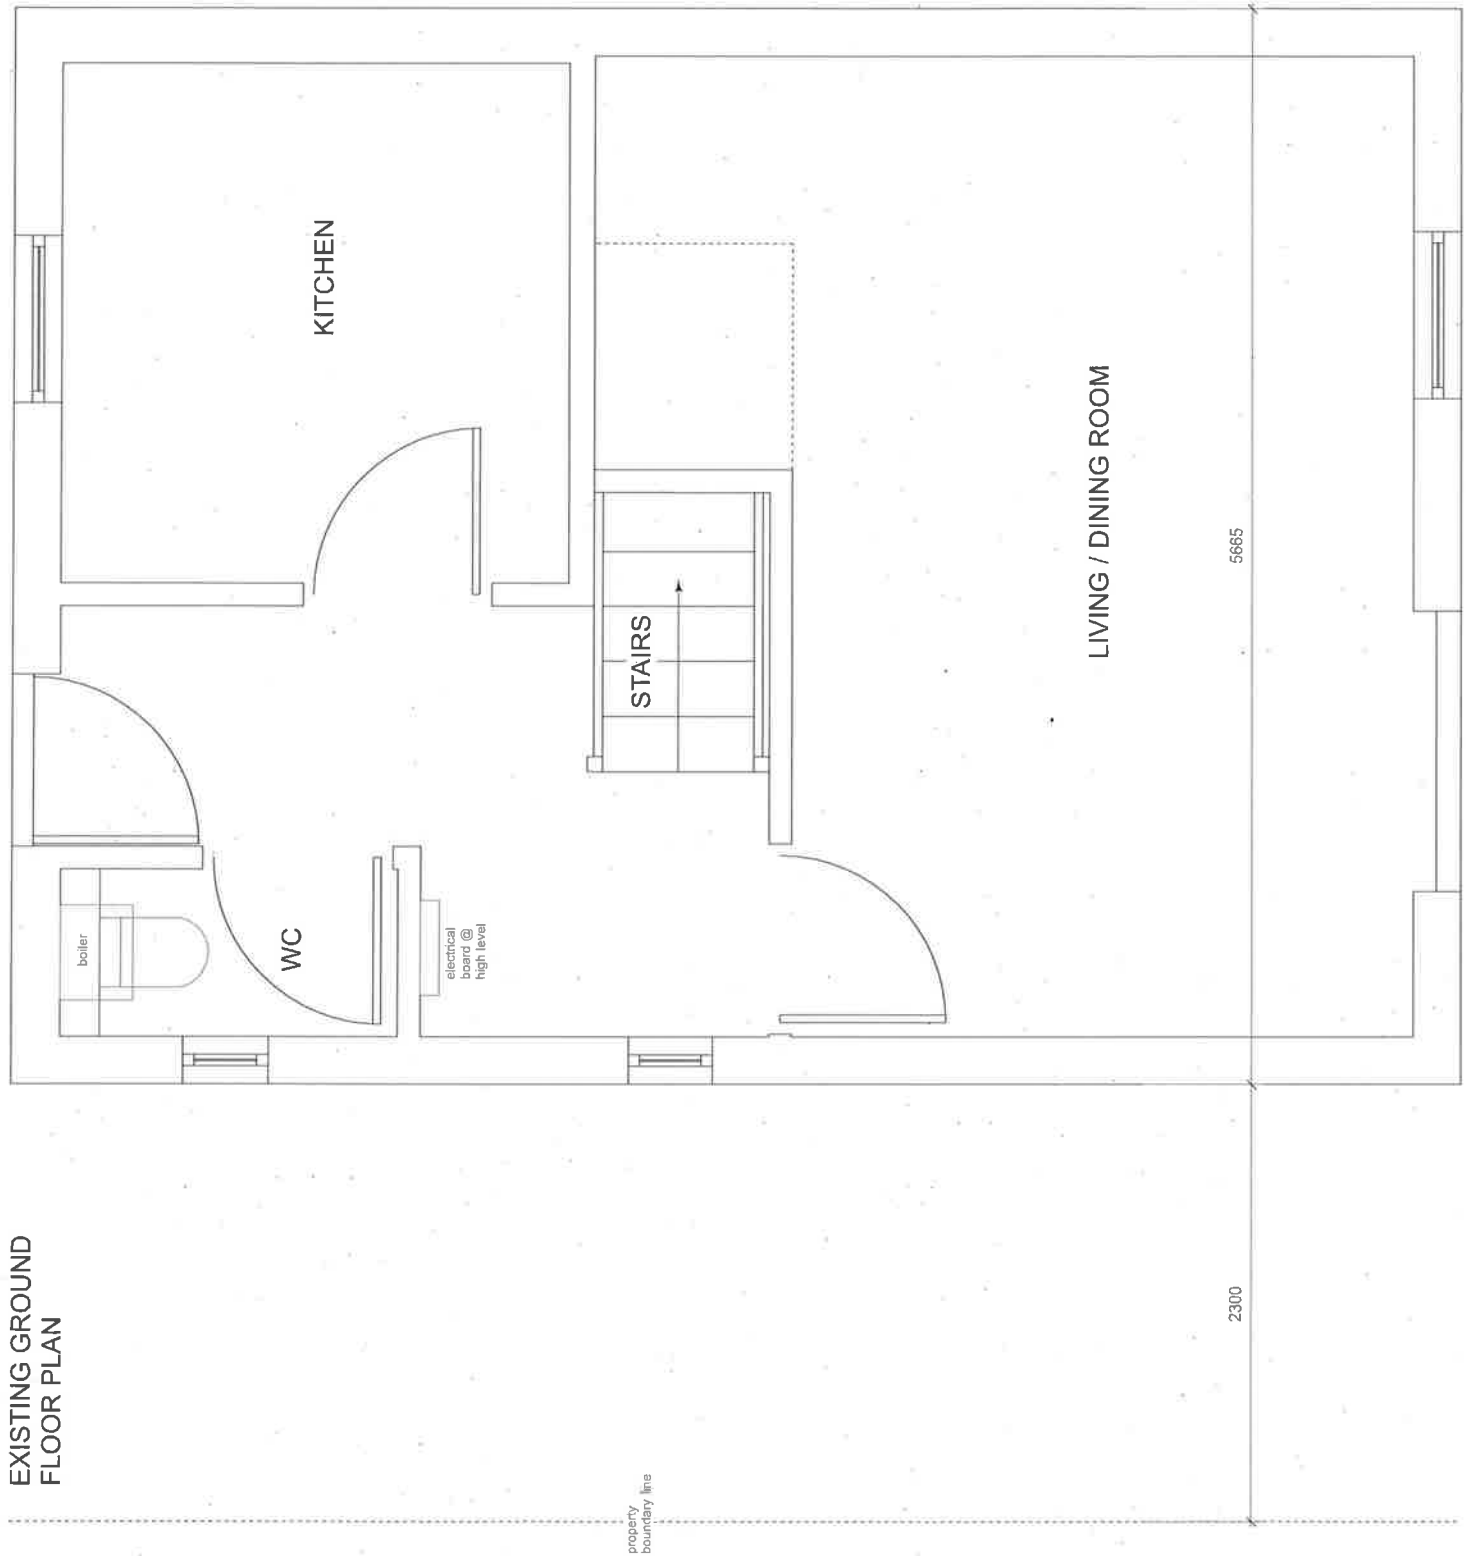 EXISTING GROUND
FLOOR PLAN
boiler
WC
electrical
board @
high level
KITCHEN
STAIRS
LIVING / DINING ROOM
property
boundary line
2300
5665